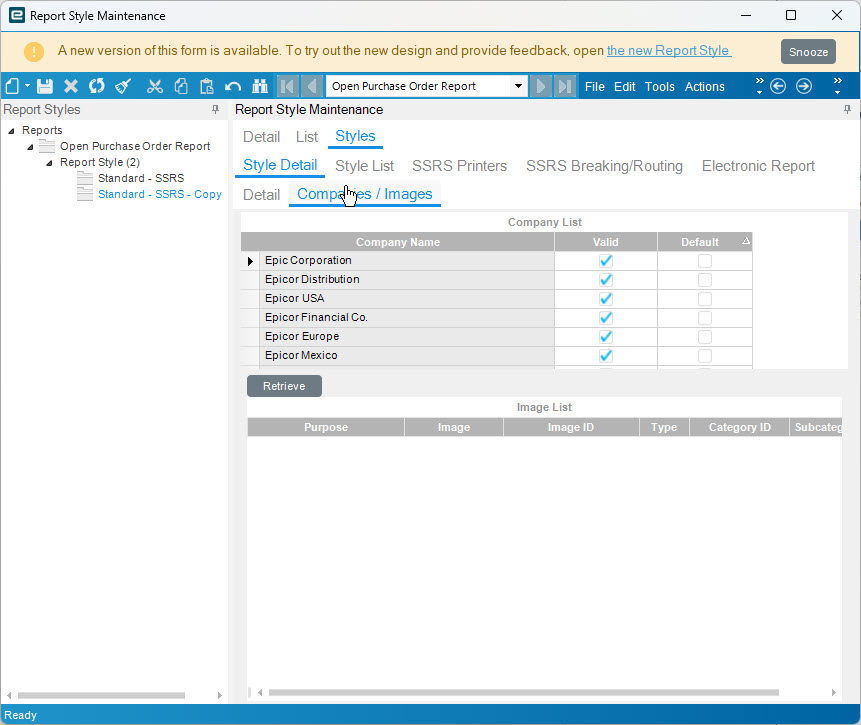 Report Style Maintenance
A new version of this form is available. To try out the new design and provide feedback, open the new Report Style
Snooze
Open Purchase Order Report
File Edit Tools Actions
Report Styles
Reports
Open Purchase Order Report
Report Style (2)
Standard - SSRS
Standard - SSRS - Copy
Report Style Maintenance
Detail List Styles
Style Detail Style List SSRS Printers SSRS Breaking/Routing Electronic Report
Detail Companies / Images
Company List
Company Name Valid Default
Epic Corporation
Epicor Distribution
Epicor USA
Epicor Financial Co.
Epicor Europe
Epicor Mexico
Retrieve
Image List
Purpose Image Image ID Type Category ID Subcateg
Ready